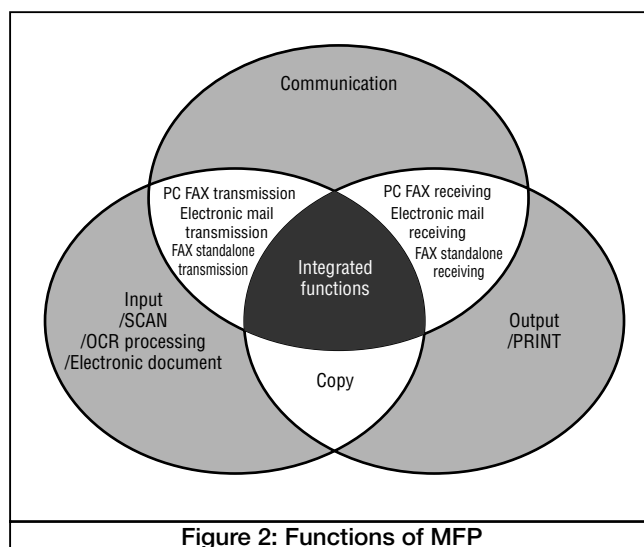 Communication
PC FAX transmission
Electronic mail
transmission
FAX standalone
transmission
PC FAX receiving
Electronic mail
receiving
FAX standalone
receiving
Integrated
functions
Input
/SCAN
/OCR processing
/Electronic document
Output
/PRINT
Copy
Figure 2: Functions of MFP